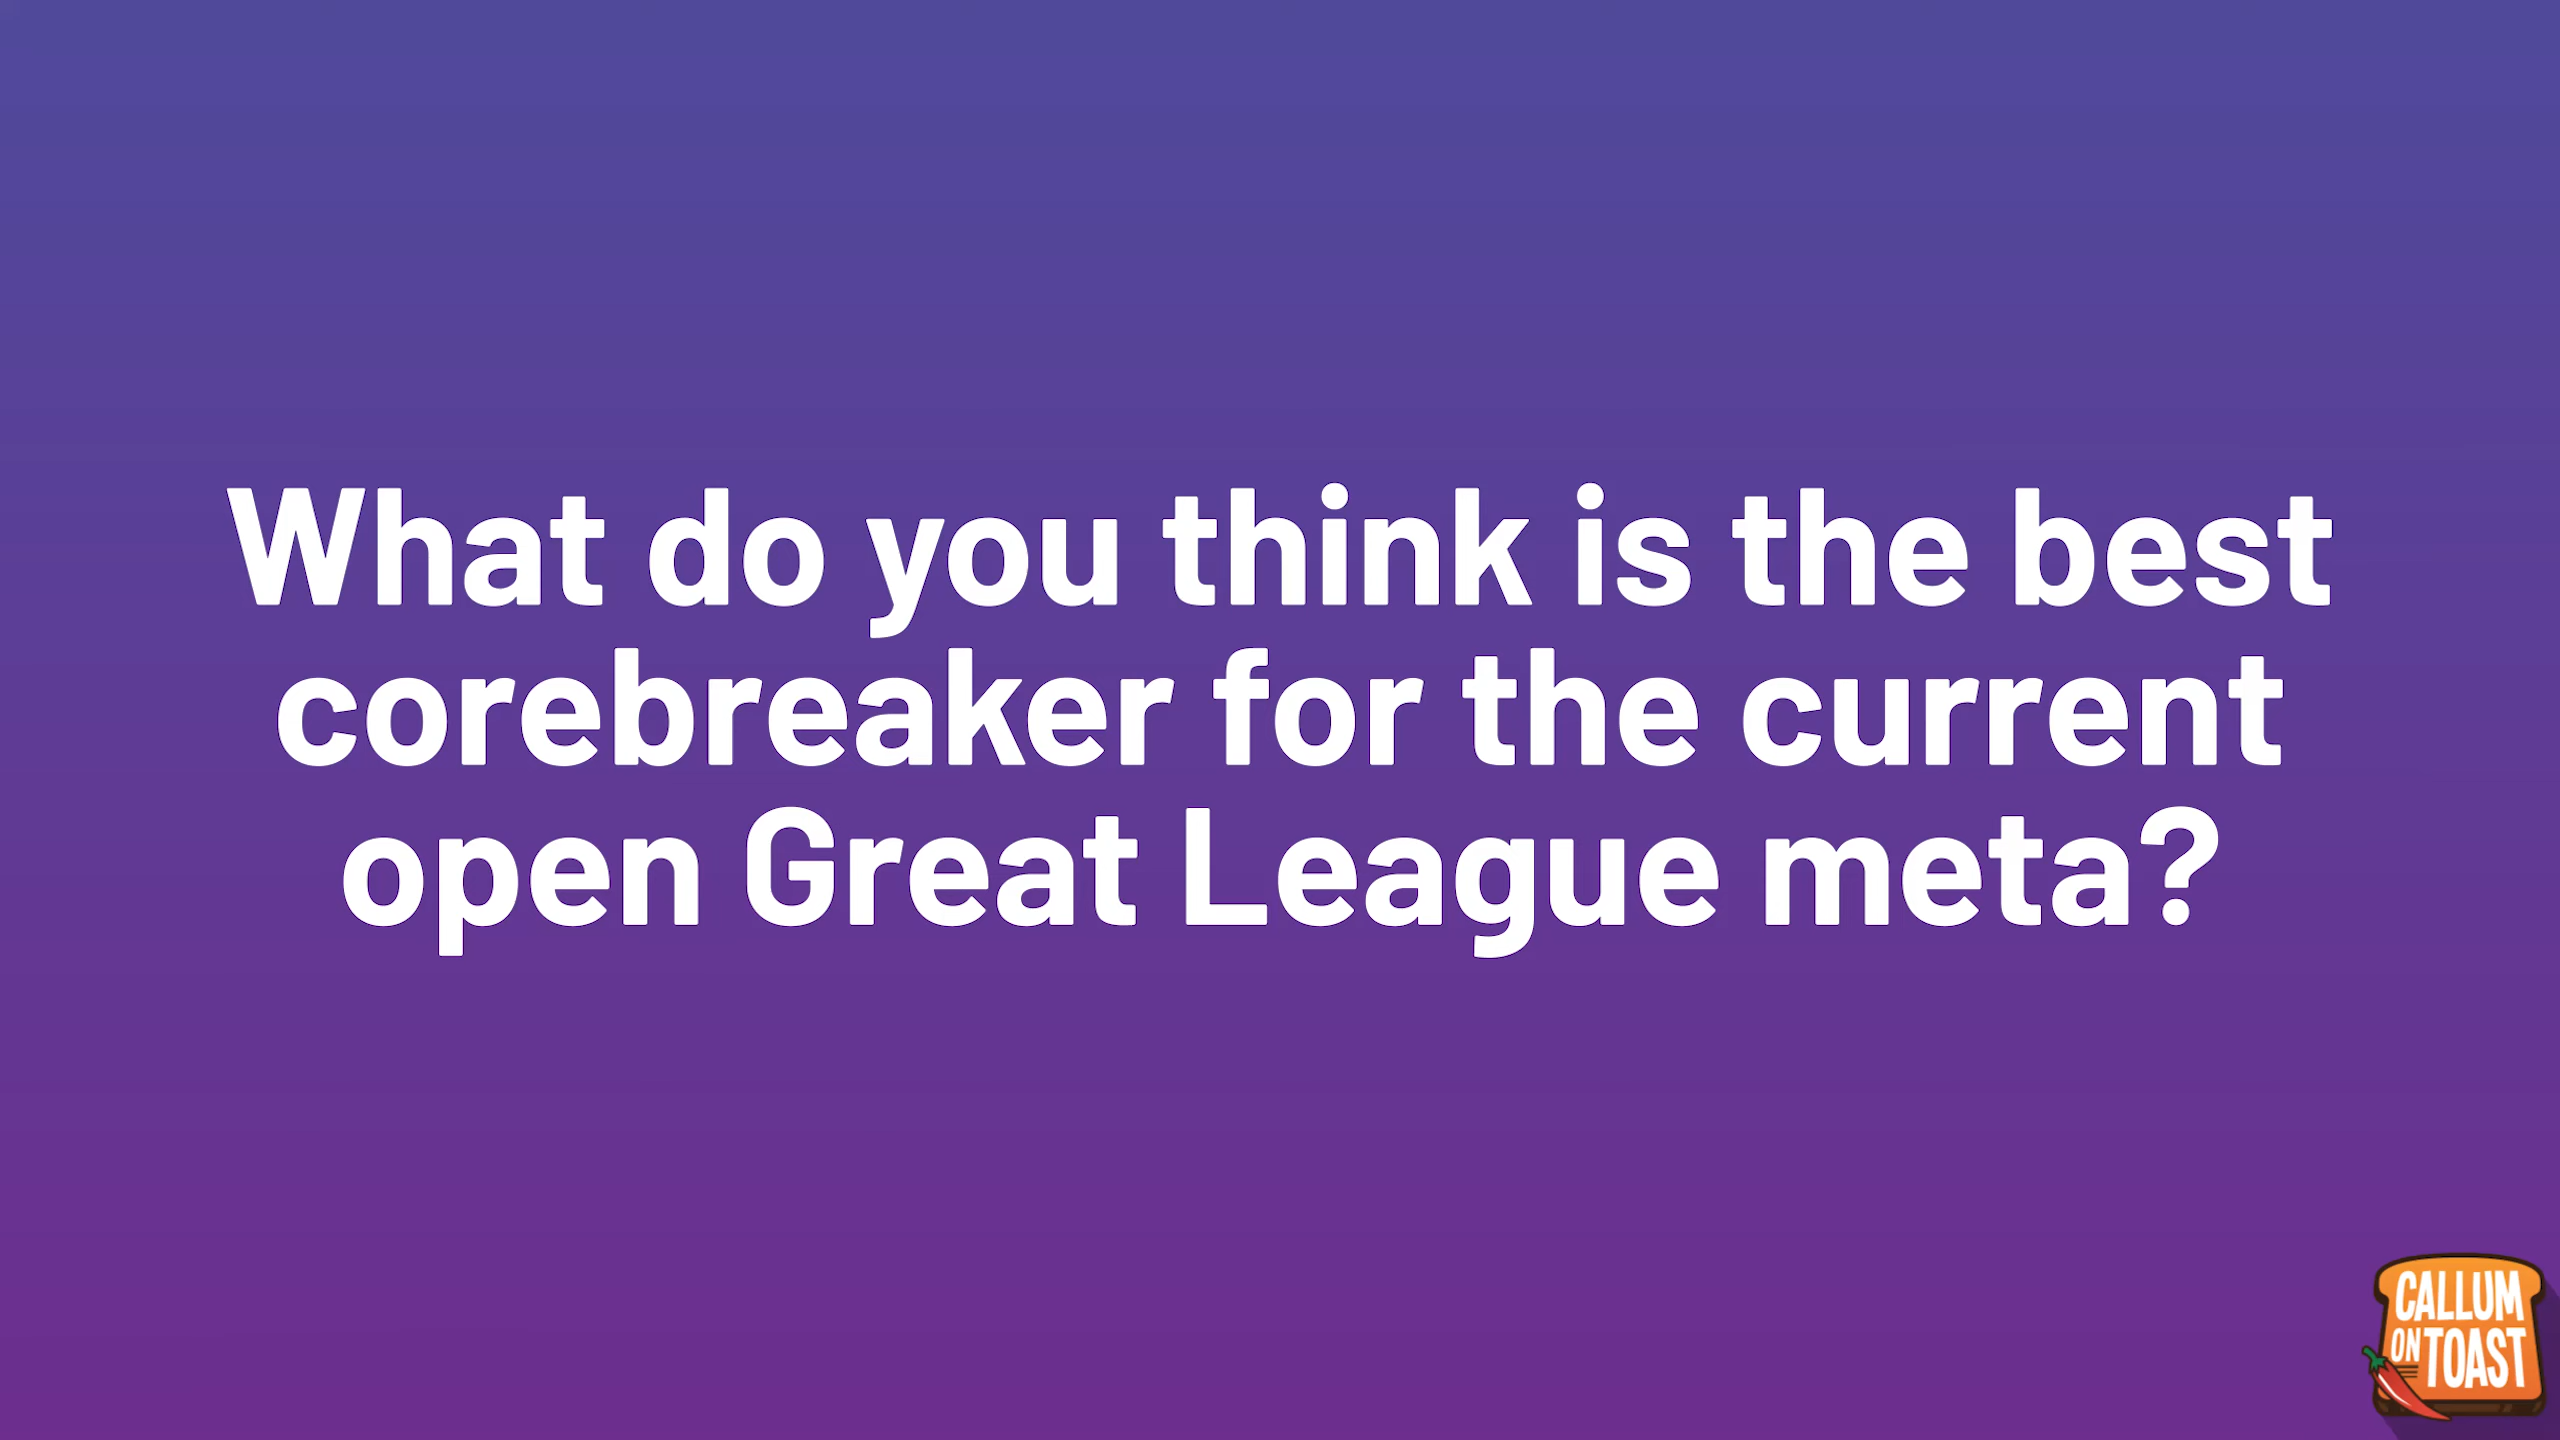 What do you think is the best
corebreaker for the current
open Great League meta?
CALLUM
ON TOAST